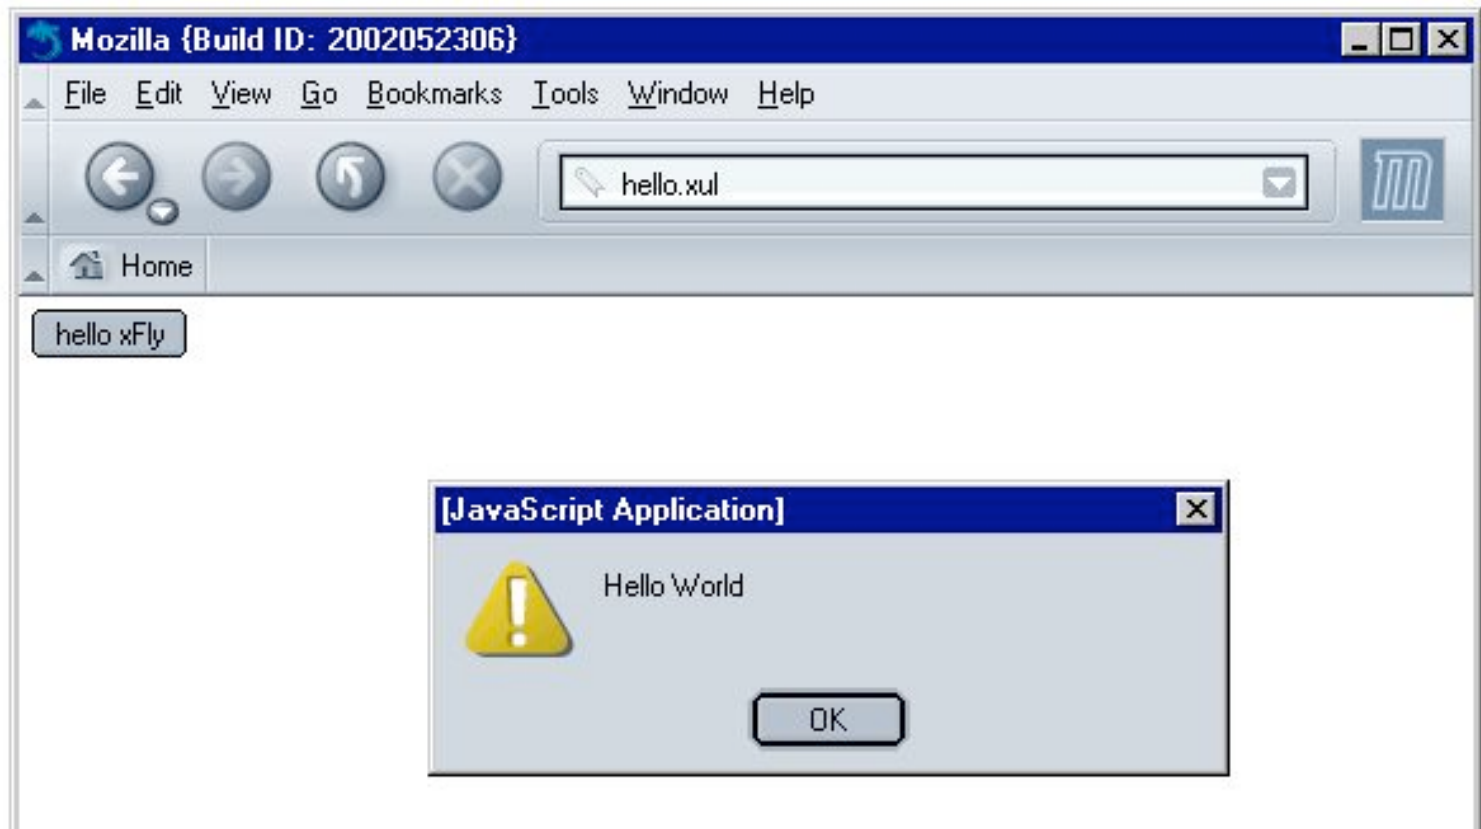 Mozilla {Build ID: 2002052306}
File Edit View Go Bookmarks Tools Window Help
hello.xul
Home
hello xFly
[JavaScript Application]
Hello World
OK